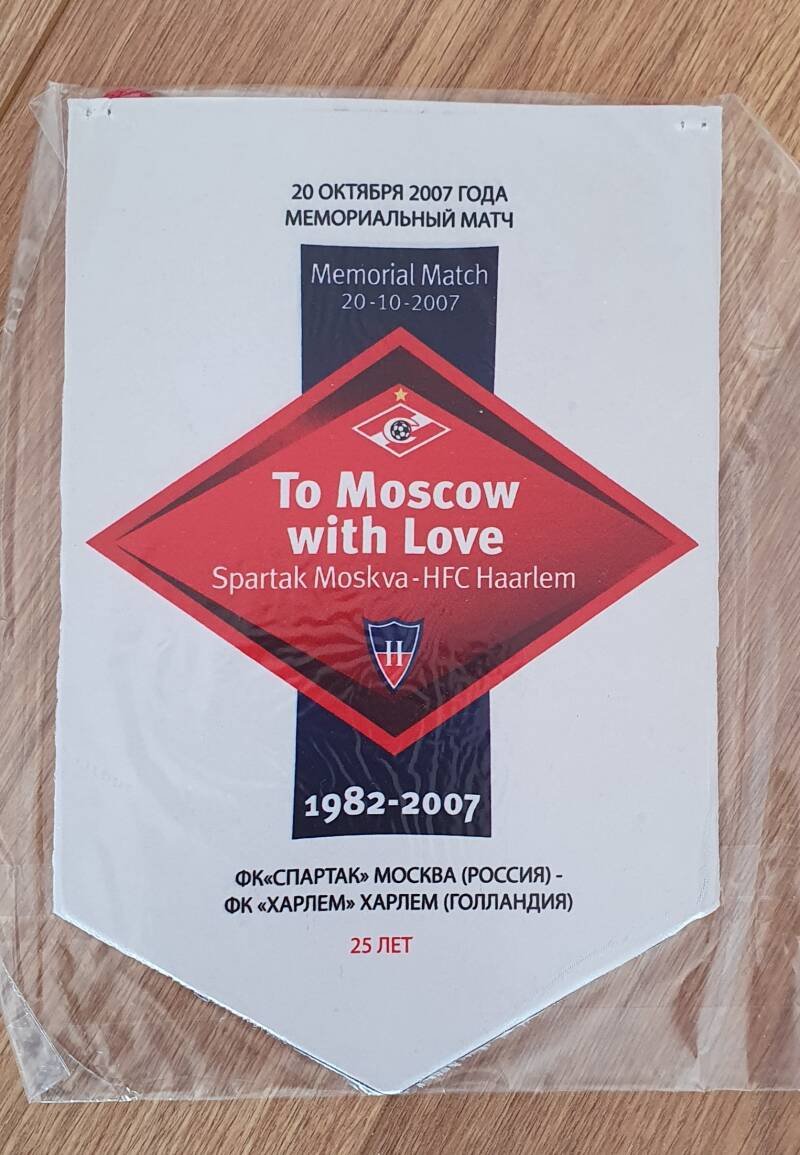 20 ОКТЯБРЯ 2007 ГОДА
МЕМОРИАЛЬНЫЙ МАТЧ
Memorial Match
20-10-2007
To Moscow
with Love
Spartak Moskva-HFC Haarlem
H
1982-2007
ФК«СПАРТАК» МОСКВА (РОССИЯ) -
ФК «ХАРЛЕМ» ХАРЛЕМ (ГОЛЛАНДИЯ)
25 ЛЕТ